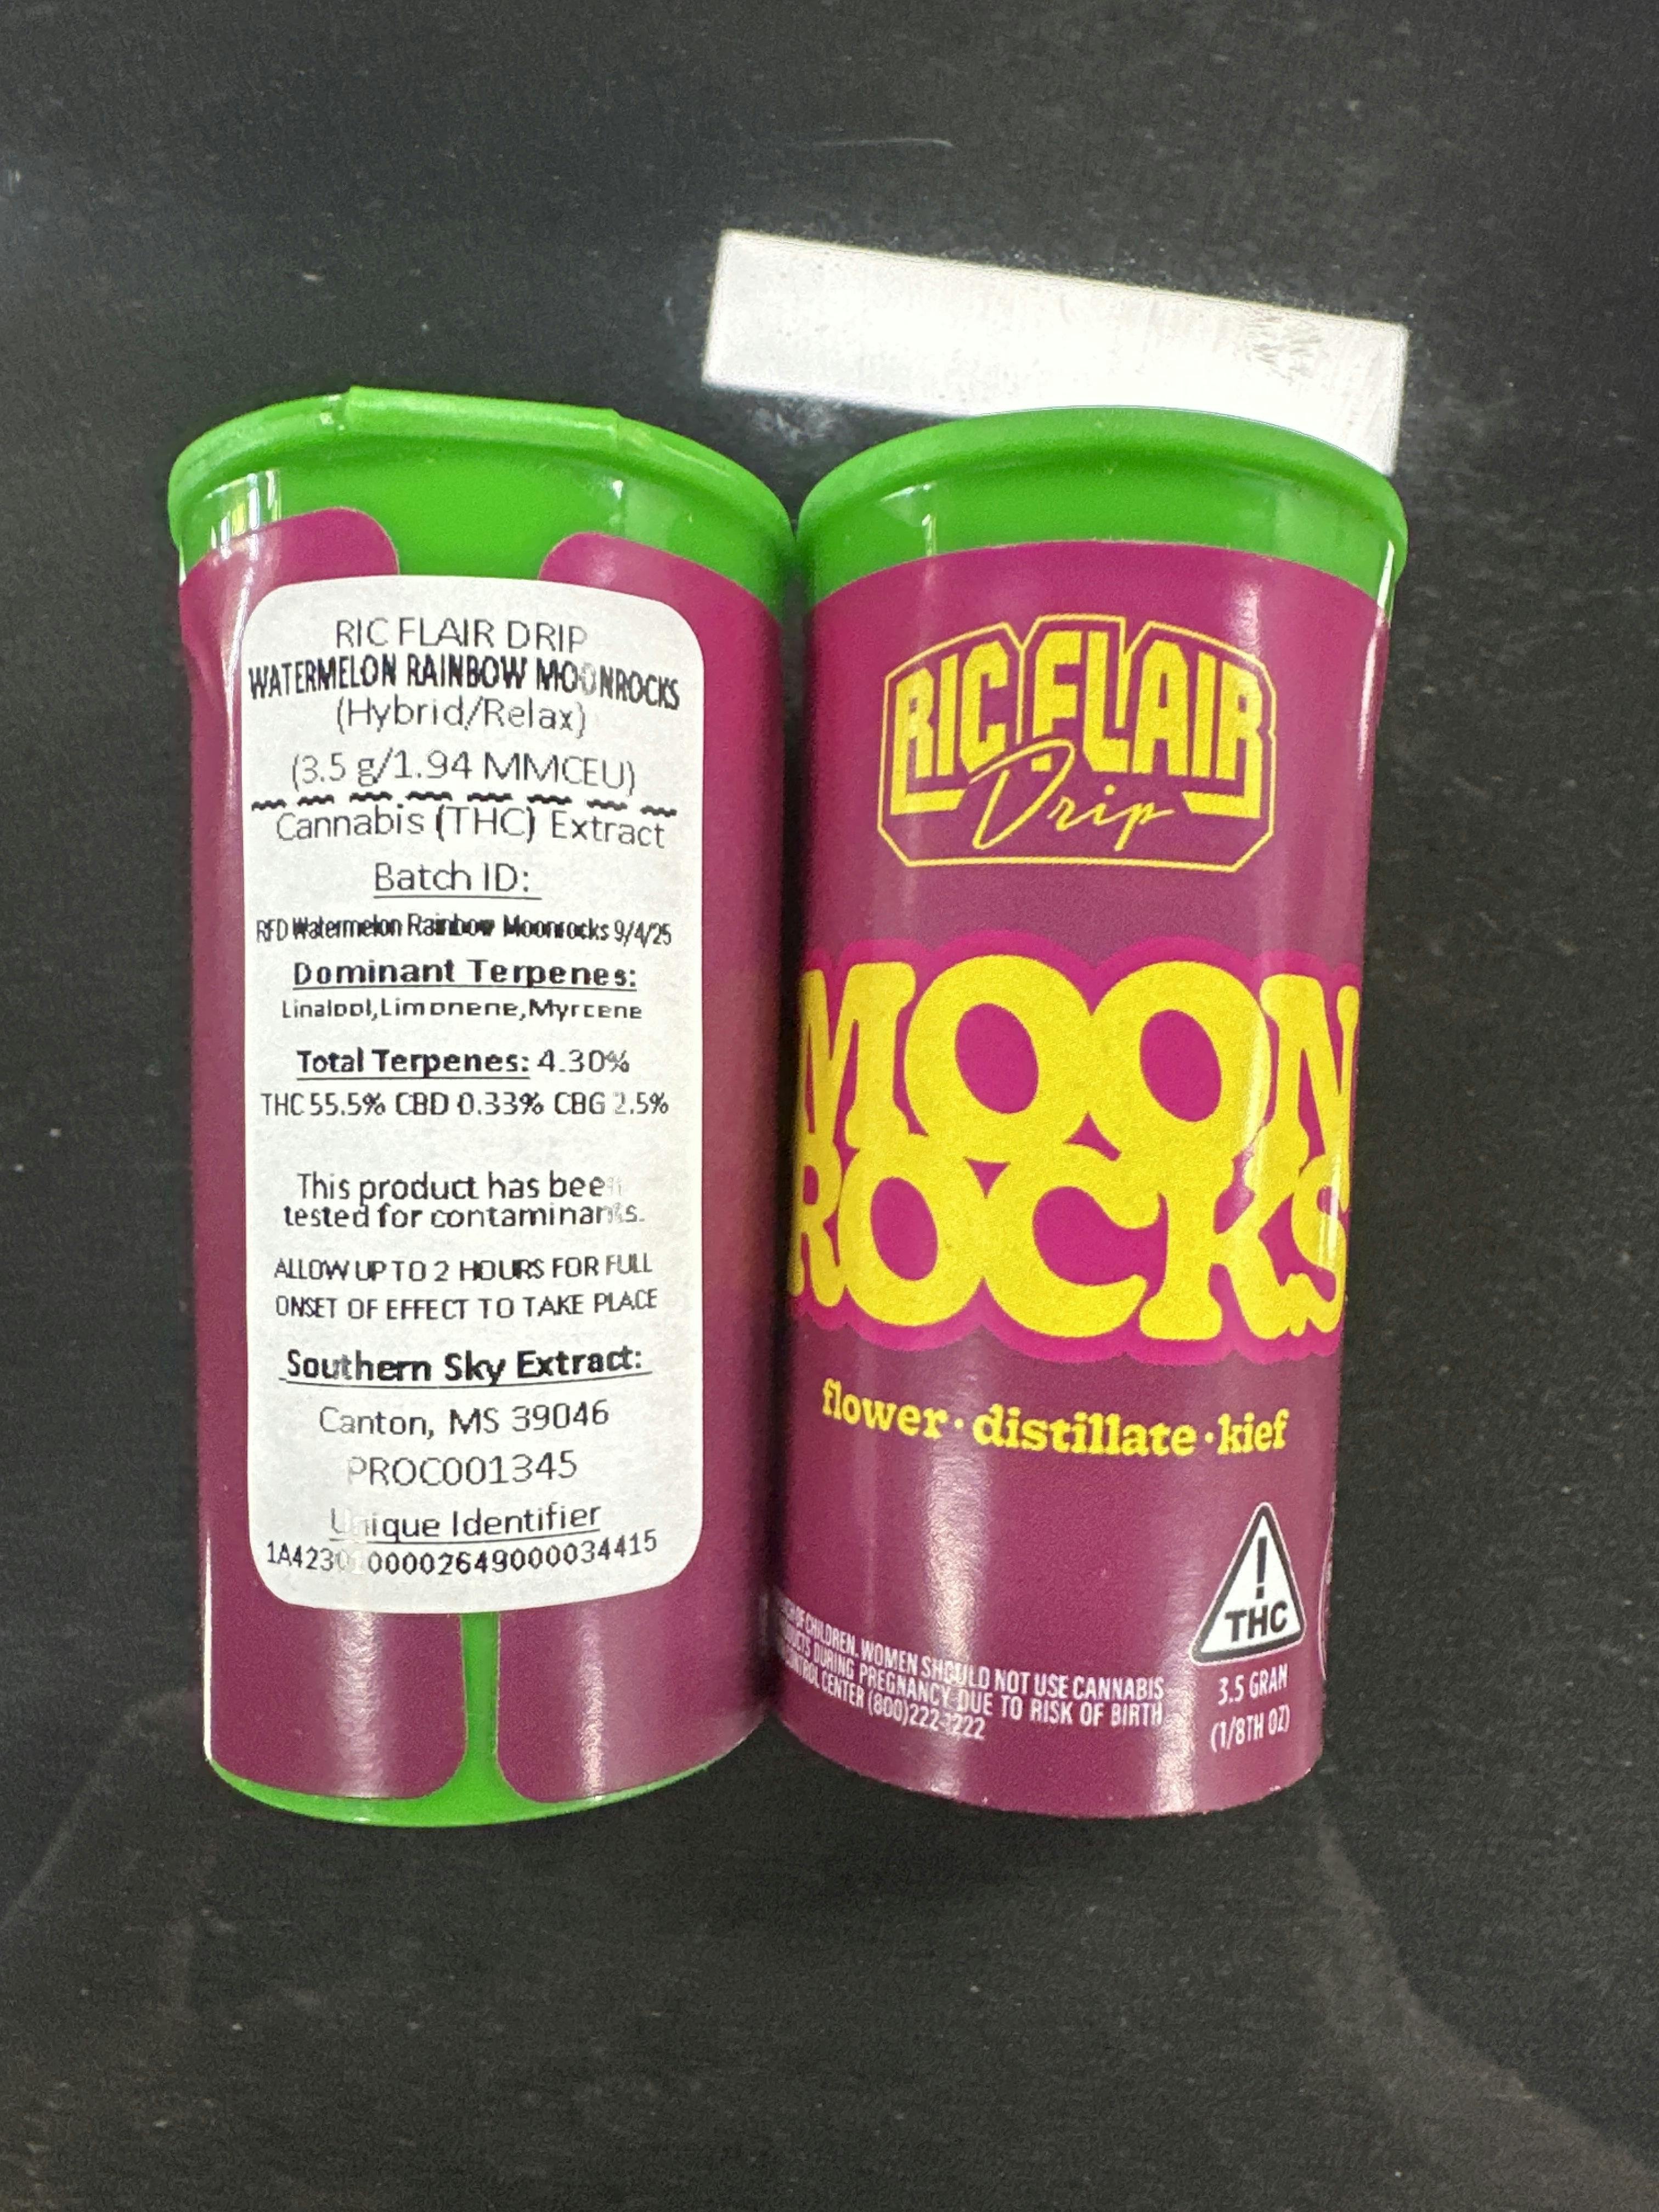 RIC FLAIR DRIP
WATERMELON RAINBOW MOONROCKS
(Hybrid/Relax)
(3.5 g/1.94 MMCEU)
Cannabis (THC) Extract
Batch ID:
RFD Watermelon Rainbow Moonrocks 9/4/25
Dominant Terpenes:
Linalool,Limonene,Myrcene
Total Terpenes: 4.30%
THC 55.5% CBD 0.33% CBG 2.5%
This product has been
tested for contaminants.
ALLOW UP TO 2 HOURS FOR FULL
ONSET OF EFFECT TO TAKE PLACE
Southern Sky Extract:
Canton, MS 39046
PROC001345
Unique Identifier
RIC FLAIR
Drip
MOON
ROCKS
flower · distillate · kief
! THC
3.5 GRAM
(1/8TH OZ)
OF CHILDREN. WOMEN SHOULD NOT USE CANNABIS
DURING PREGNANCY DUE TO RISK OF BIRTH
CENTER (800)222-1222